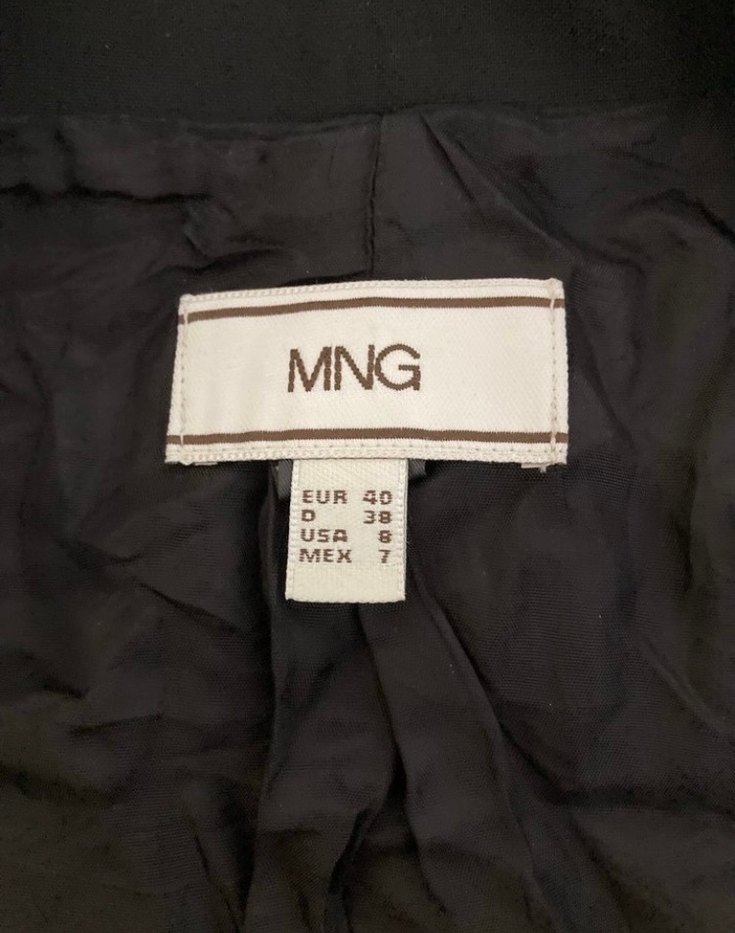 MNG
EUR 40
D 38
USA 8
MEX 7